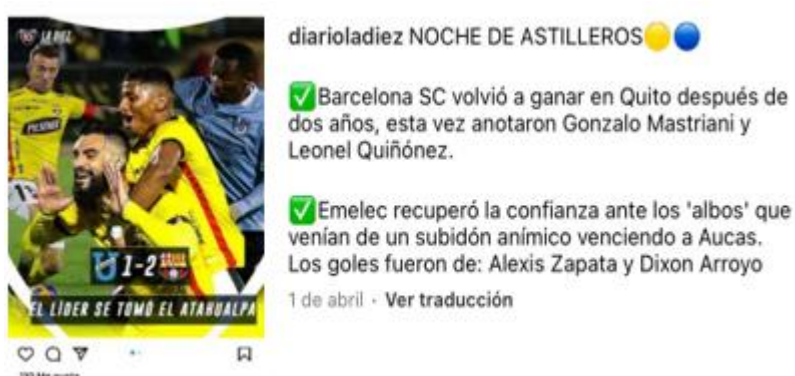 LA DIEZ
PILSENER
1-2
EL LÍDER SE TOMÓ EL ATAHUALPA
diarioladiez NOCHE DE ASTILLEROS🟡🔵
✅Barcelona SC volvió a ganar en Quito después de
dos años, esta vez anotaron Gonzalo Mastriani y
Leonel Quiñónez.
✅Emelec recuperó la confianza ante los 'albos' que
venían de un subidón anímico venciendo a Aucas.
Los goles fueron de: Alexis Zapata y Dixon Arroyo
1 de abril · Ver traducción